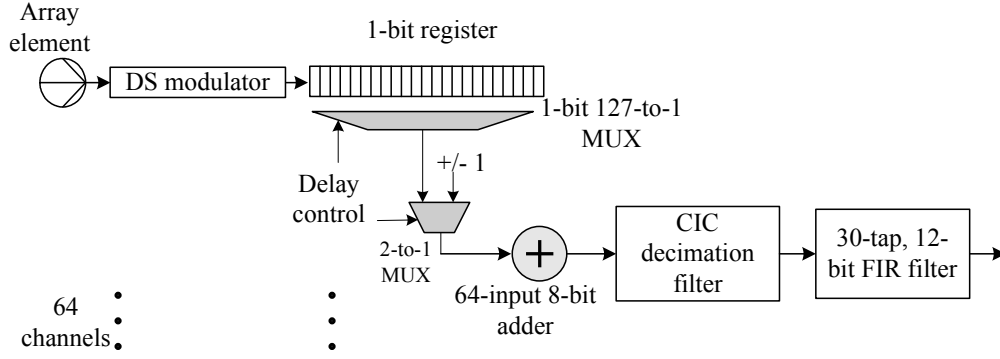 Array
element
1-bit register
DS modulator
1-bit 127-to-1
MUX
+/- 1
Delay
control
2-to-1
MUX
64-input 8-bit
adder
CIC
decimation
filter
30-tap, 12-
bit FIR filter
64
channels